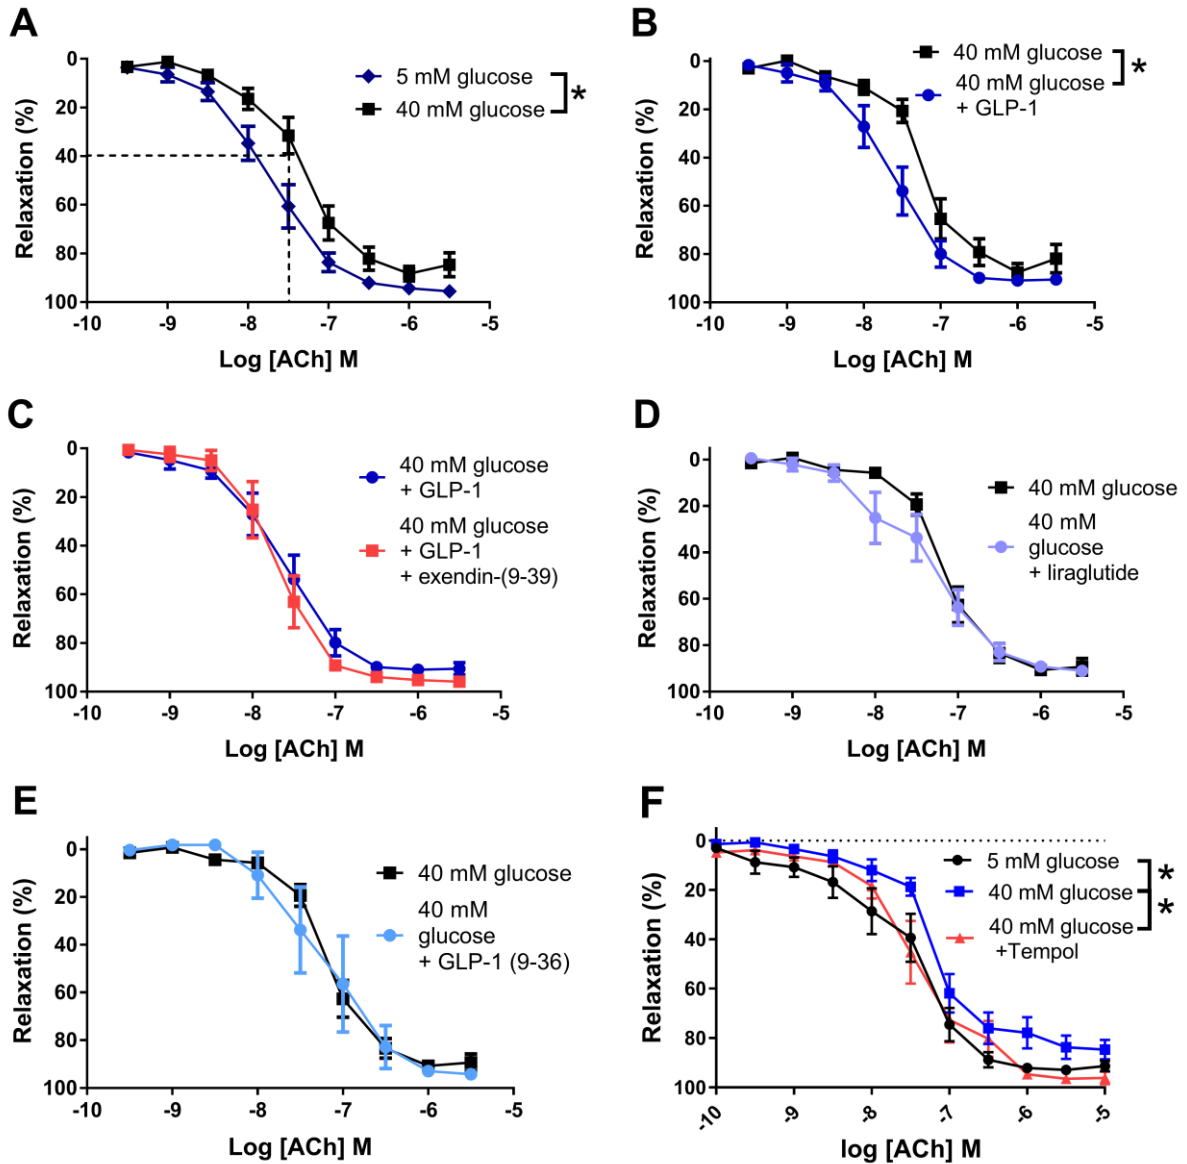 A
Relaxation (%)
0
20
40
60
80
100
-10
-9
-8
-7
-6
-5
Log [ACh] M
5 mM glucose
40 mM glucose
*
B
Relaxation (%)
0
20
40
60
80
100
-10
-9
-8
-7
-6
-5
Log [ACh] M
40 mM glucose
40 mM glucose
+ GLP-1
*
C
Relaxation (%)
0
20
40
60
80
100
-10
-9
-8
-7
-6
-5
Log [ACh] M
40 mM glucose
+ GLP-1
40 mM glucose
+ GLP-1
+ exendin-(9-39)
D
Relaxation (%)
0
20
40
60
80
100
-10
-9
-8
-7
-6
-5
Log [ACh] M
40 mM glucose
40 mM
glucose
+ liraglutide
E
Relaxation (%)
0
20
40
60
80
100
-10
-9
-8
-7
-6
-5
Log [ACh] M
40 mM glucose
40 mM
glucose
+ GLP-1 (9-36)
F
Relaxation (%)
0
20
40
60
80
100
-10
-9
-8
-7
-6
-5
log [ACh] M
5 mM glucose
40 mM glucose
40 mM glucose
+Tempol
*
*